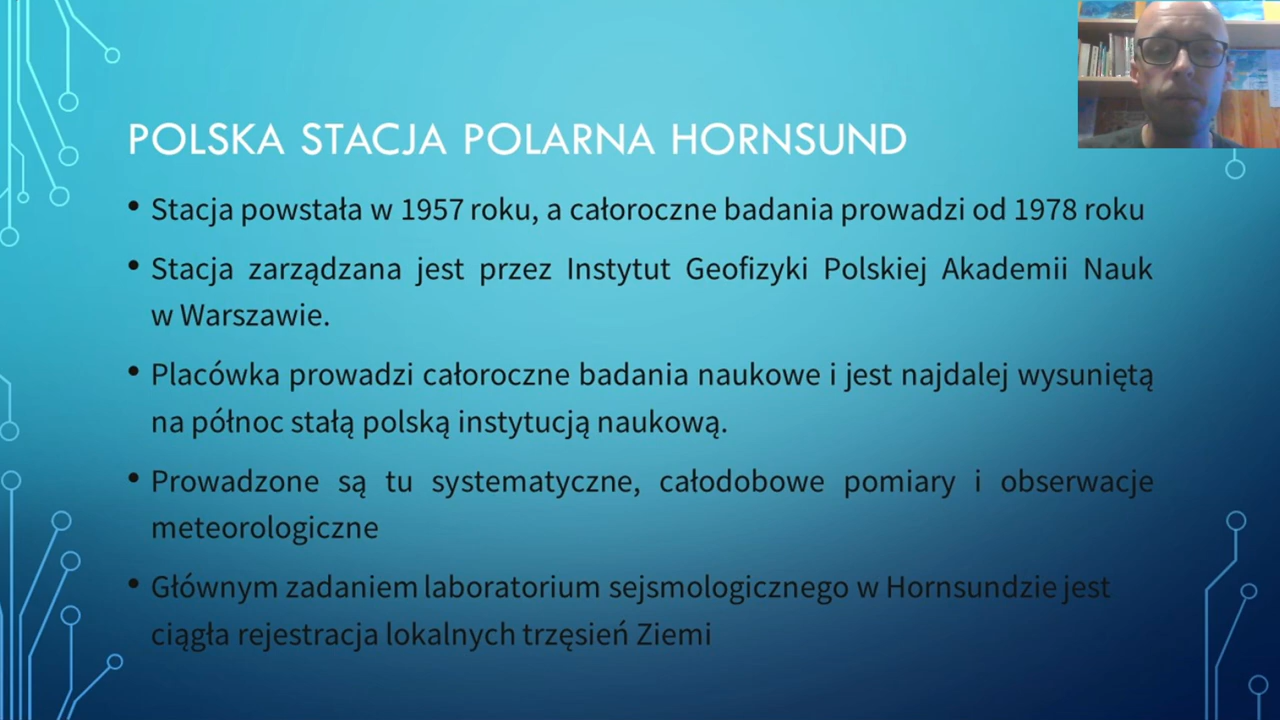 POLSKA STACJA POLARNA HORNSUND
• Stacja powstała w 1957 roku, a całoroczne badania prowadzi od 1978 roku
• Stacja zarządzana jest przez Instytut Geofizyki Polskiej Akademii Nauk
w Warszawie.
• Placówka prowadzi całoroczne badania naukowe i jest najdalej wysuniętą
na północ stałą polską instytucją naukową.
• Prowadzone są tu systematyczne, całodobowe pomiary i obserwacje
meteorologiczne
• Głównym zadaniem laboratorium sejsmologicznego w Hornsundzie jest
ciągła rejestracja lokalnych trzęsień Ziemi